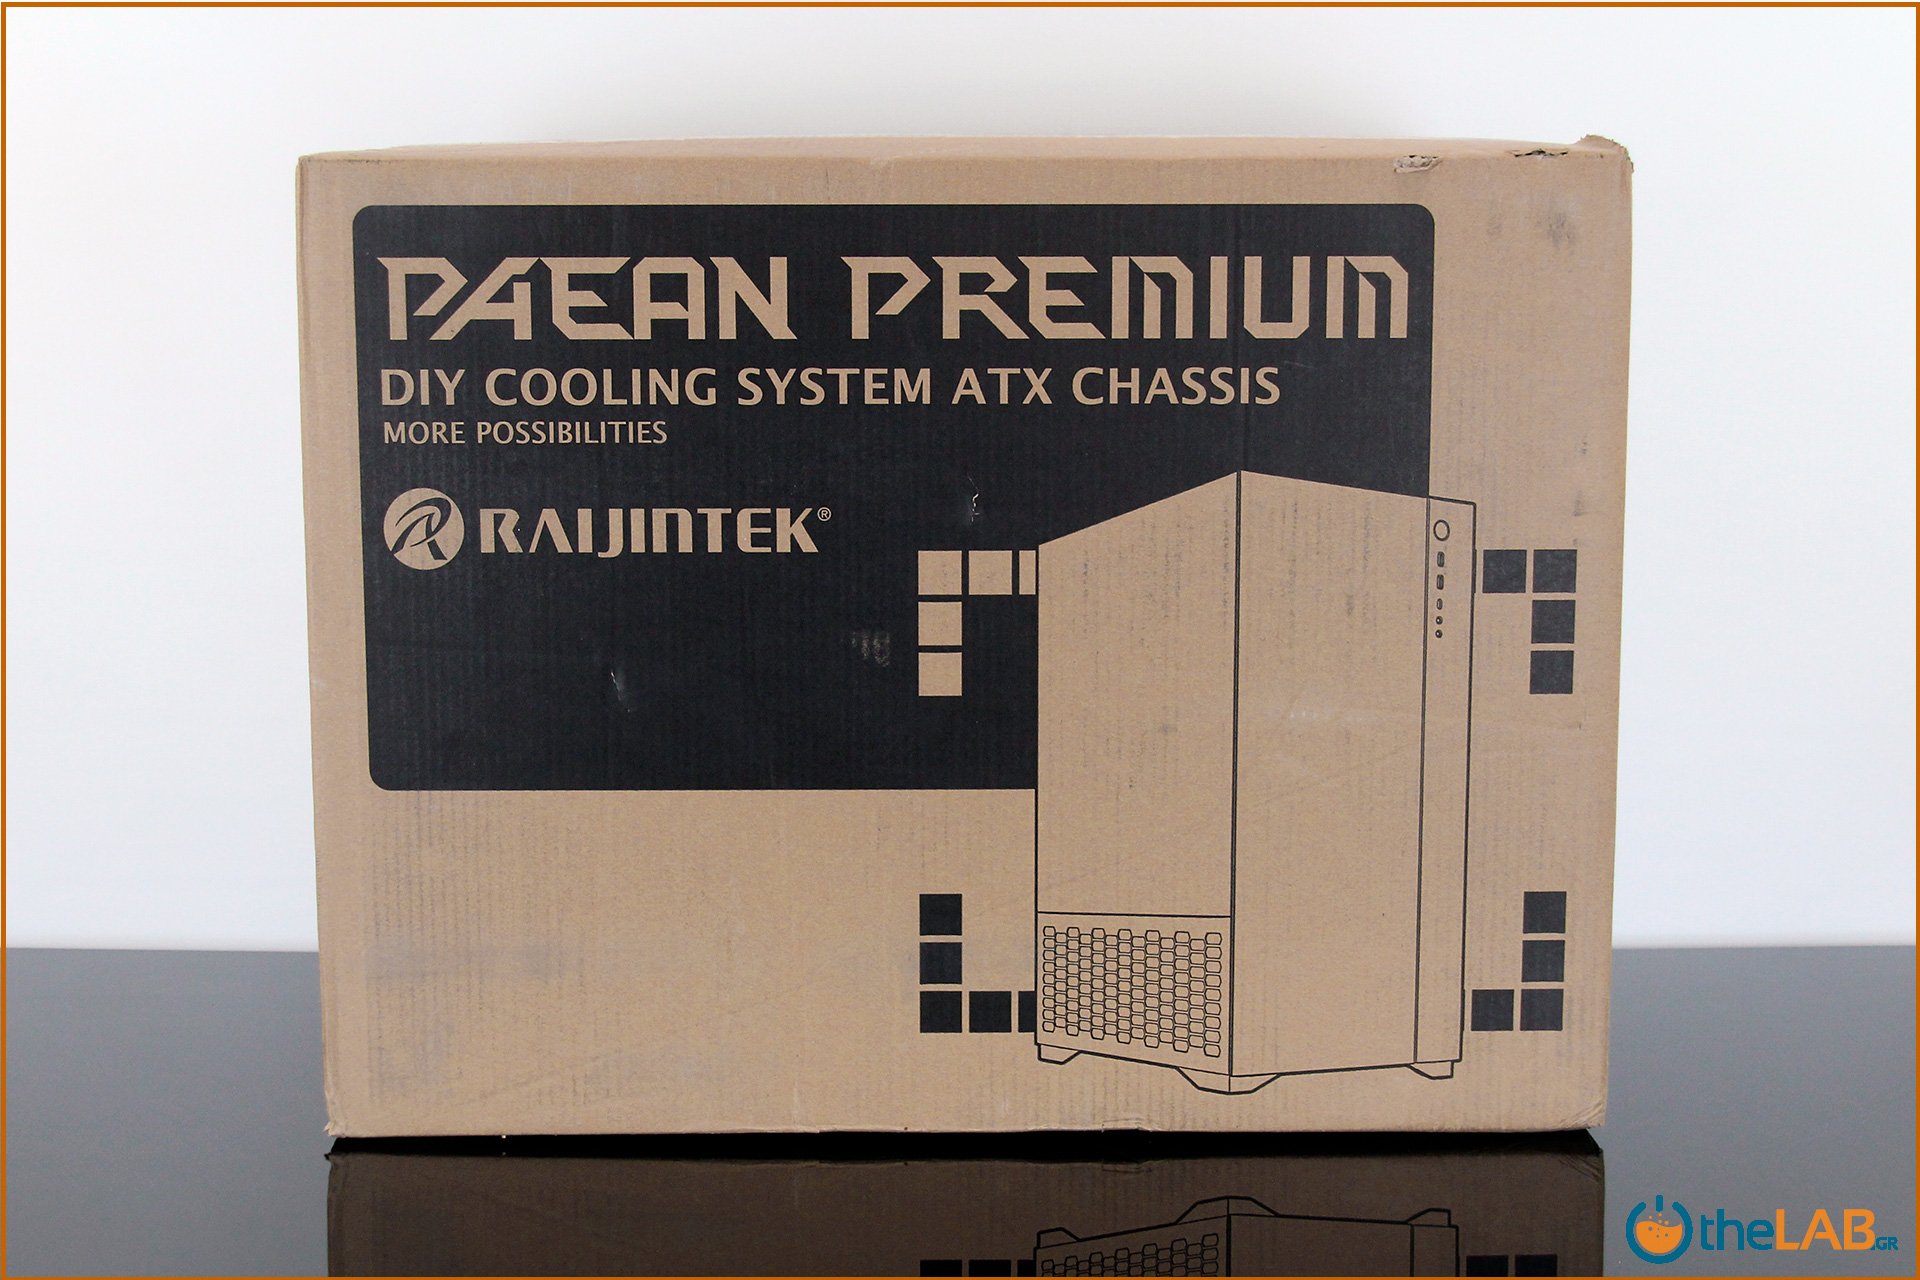 PAEAN PREMIUM
DIY COOLING SYSTEM ATX CHASSIS
MORE POSSIBILITIES
RAIJINTEK®
theLAB.GR